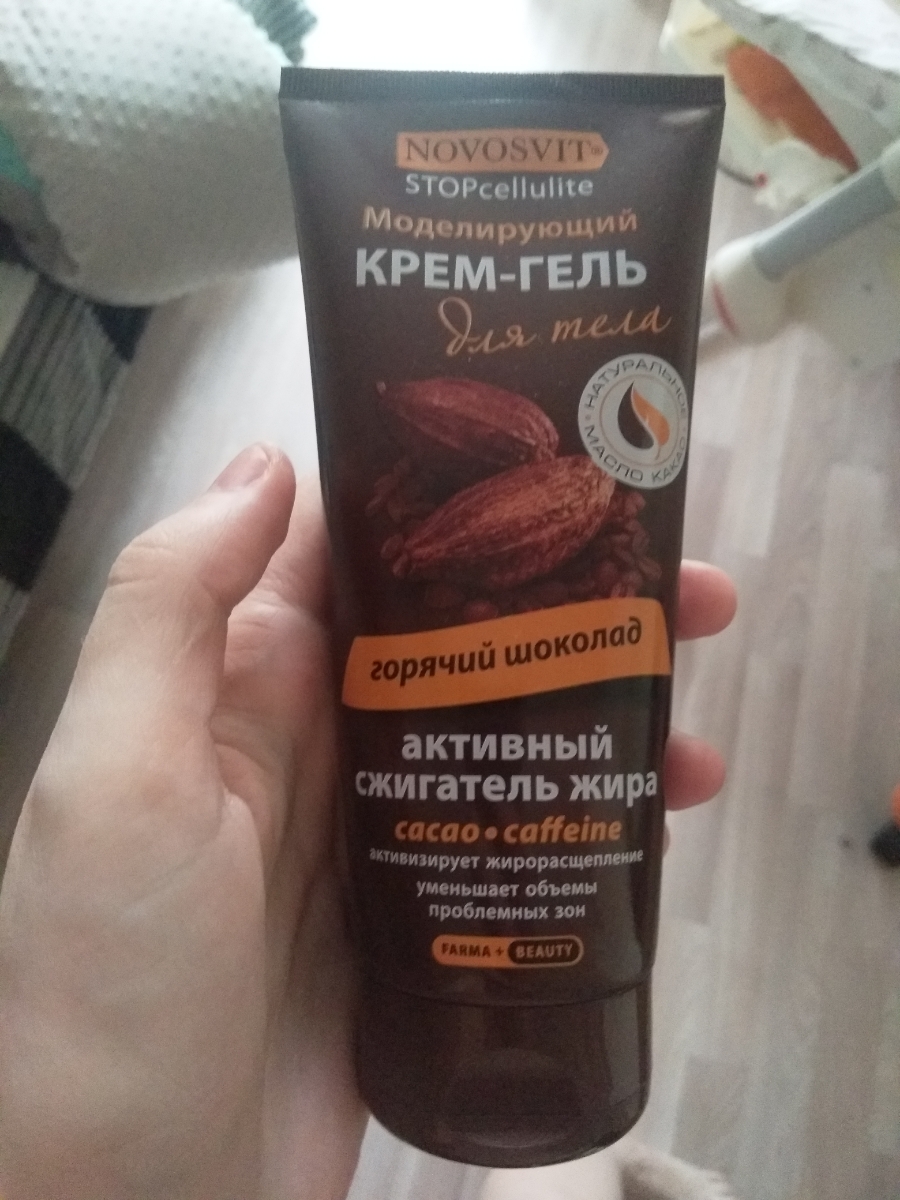 NOVOSVIT®
STOPcellulite
Моделирующий
КРЕМ-ГЕЛЬ
для тела
НАТУРАЛЬНОЕ
МАСЛО КАКАО
горячий шоколад
активный
сжигатель жира
cacao • caffeine
активизирует жирорасщепление
уменьшает объемы
проблемных зон
FARMA + BEAUTY